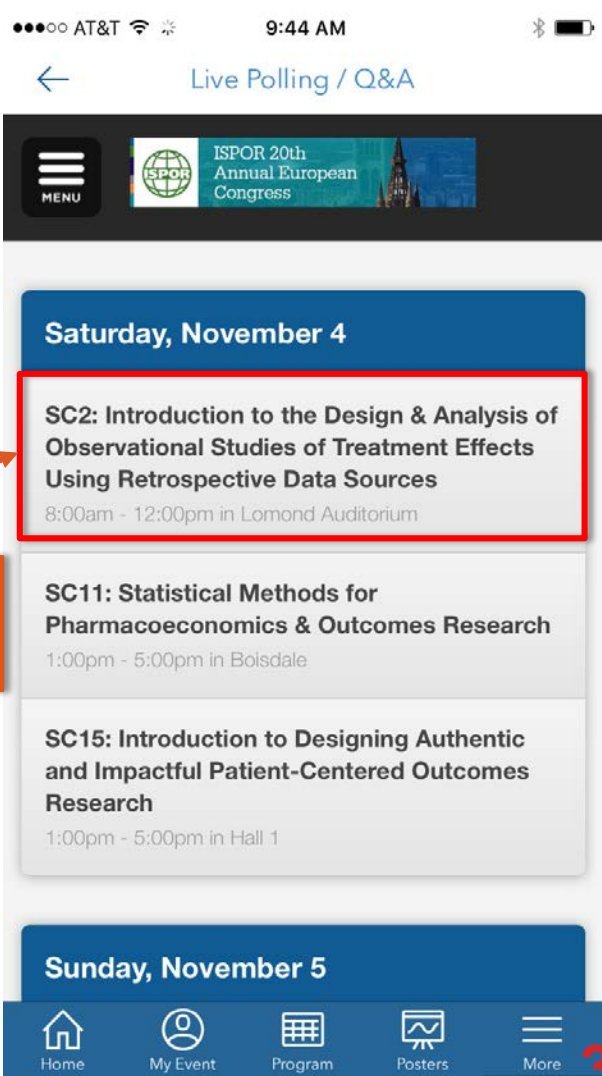 AT&T 9:44 AM
Live Polling / Q&A
MENU
ISPOR
ISPOR 20th
Annual European
Congress
Saturday, November 4
SC2: Introduction to the Design & Analysis of
Observational Studies of Treatment Effects
Using Retrospective Data Sources
8:00am - 12:00pm in Lomond Auditorium
SC11: Statistical Methods for
Pharmacoeconomics & Outcomes Research
1:00pm - 5:00pm in Boisdale
SC15: Introduction to Designing Authentic
and Impactful Patient-Centered Outcomes
Research
1:00pm - 5:00pm in Hall 1
Sunday, November 5
Home My Event Program Posters More